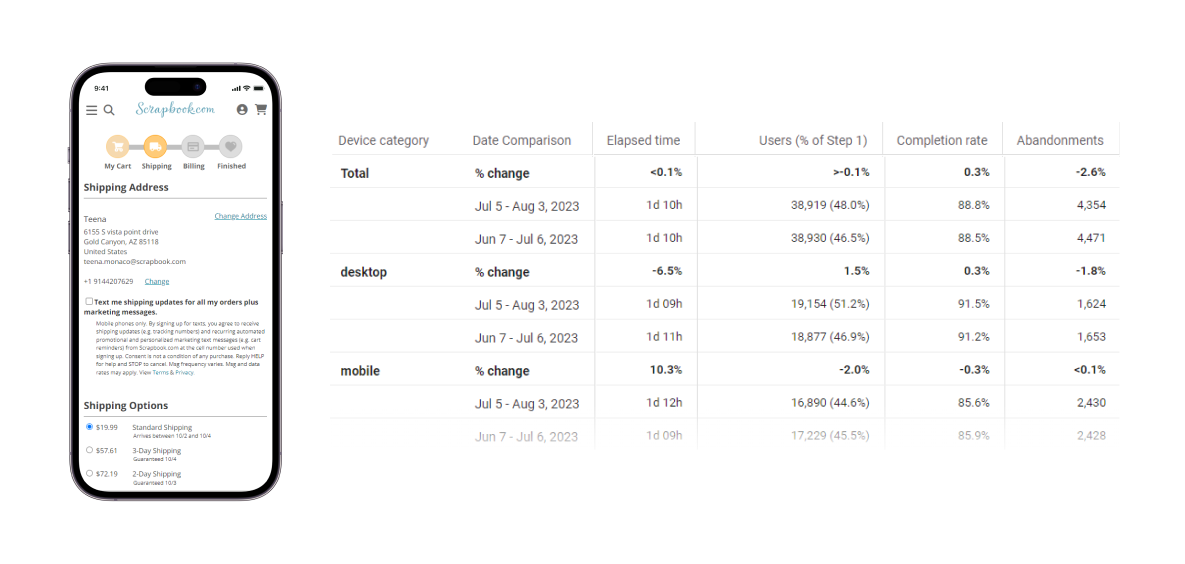 9:41
Scrapbook.com
My Cart Shipping Billing Finished
Shipping Address
Teena
Change Address
6155 S vista point drive
Gold Canyon, AZ 85118
United States
teena.monaco@scrapbook.com
+1 9144207629 Change
Text me shipping updates for all my orders plus
marketing messages.
Mobile phones only. By signing up for texts, you agree to receive
shipping updates (e.g. tracking numbers) and recurring automated
promotional and personalized marketing text messages (e.g. cart
reminders) from Scrapbook.com at the cell number used when
signing up. Consent is not a condition of any purchase. Reply HELP
for help and STOP to cancel. Msg frequency varies. Msg and data
rates may apply. View Terms & Privacy.
Shipping Options
$19.99 Standard Shipping
Arrives between 10/2 and 10/4
$57.61 3-Day Shipping
Guaranteed 10/4
$72.19 2-Day Shipping
Guaranteed 10/3
Device category Date Comparison Elapsed time Users (% of Step 1) Completion rate Abandonments
Total % change <0.1% >-0.1% 0.3% -2.6%
Jul 5 - Aug 3, 2023 1d 10h 38,919 (48.0%) 88.8% 4,354
Jun 7 - Jul 6, 2023 1d 10h 38,930 (46.5%) 88.5% 4,471
desktop % change -6.5% 1.5% 0.3% -1.8%
Jul 5 - Aug 3, 2023 1d 09h 19,154 (51.2%) 91.5% 1,624
Jun 7 - Jul 6, 2023 1d 11h 18,877 (46.9%) 91.2% 1,653
mobile % change 10.3% -2.0% -0.3% <0.1%
Jul 5 - Aug 3, 2023 1d 12h 16,890 (44.6%) 85.6% 2,430
Jun 7 - Jul 6, 2023 1d 09h 17,229 (45.5%) 85.9% 2,428